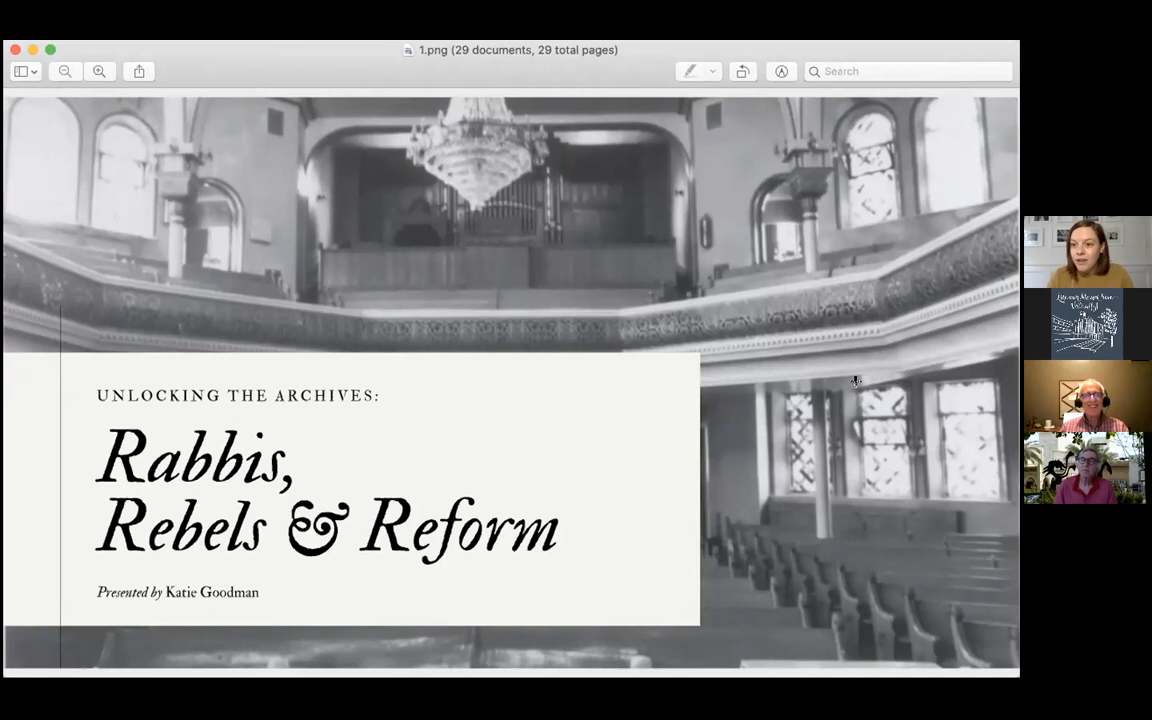 1.png (29 documents, 29 total pages)
Search
UNLOCKING THE ARCHIVES:
Rabbis,
Rebels & Reform
Presented by Katie Goodman